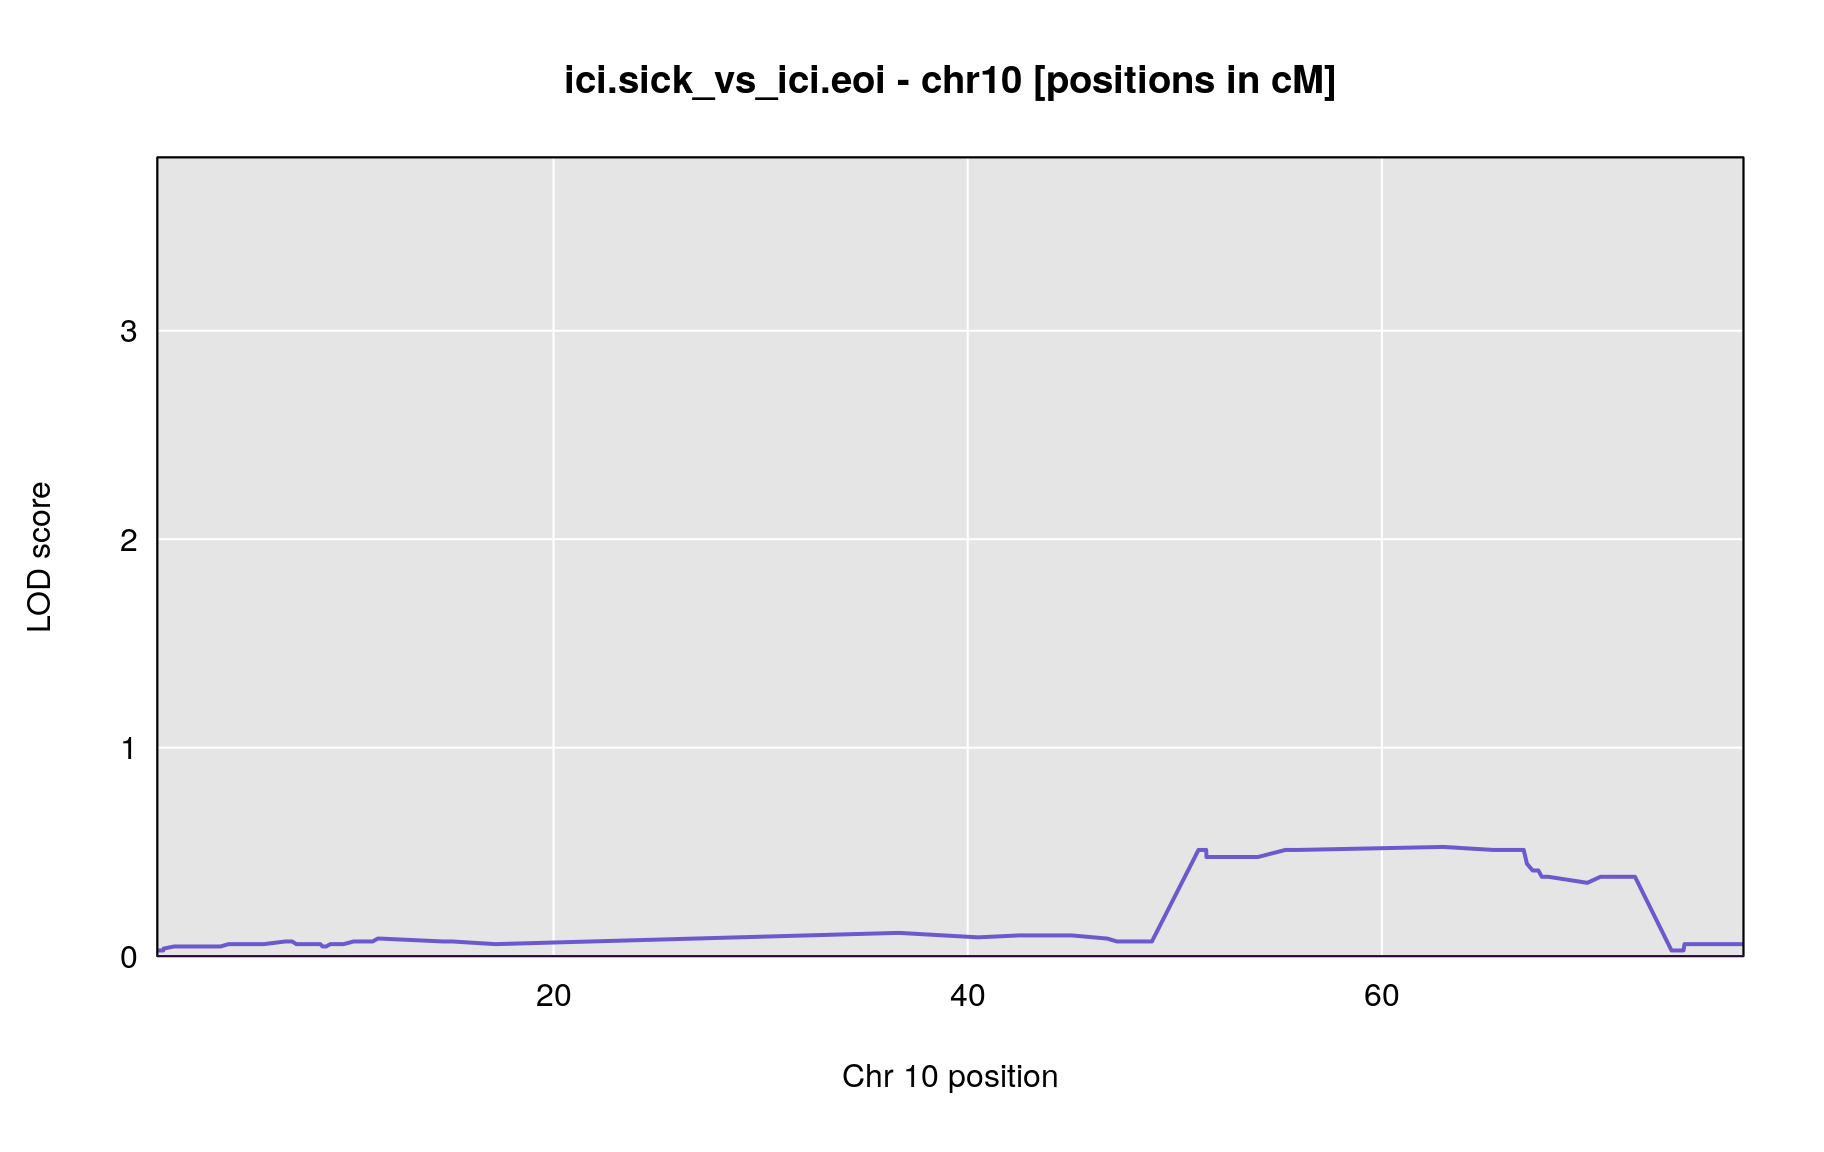 ici.sick_vs_ici.eoi - chr10 [positions in cM]
3
2
1
0
LOD score
20 40 60
Chr 10 position